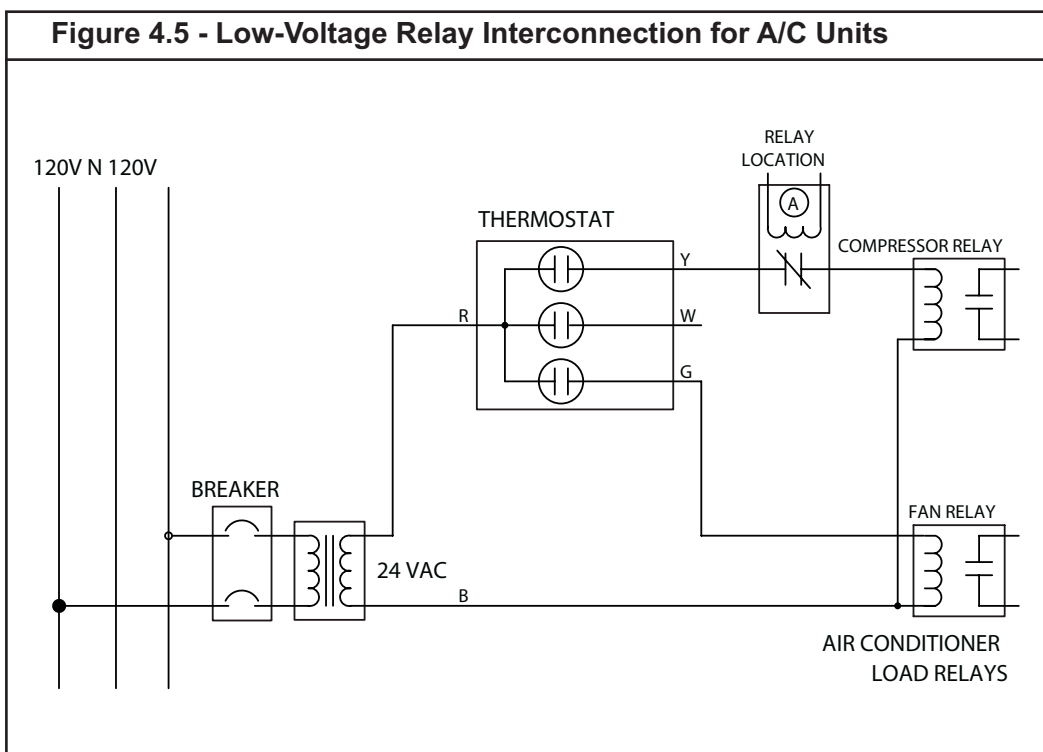 Figure 4.5 - Low-Voltage Relay Interconnection for A/C Units
120V N 120V
RELAY
LOCATION
A
THERMOSTAT
COMPRESSOR RELAY
Y
R
W
G
BREAKER
FAN RELAY
24 VAC
B
AIR CONDITIONER
LOAD RELAYS